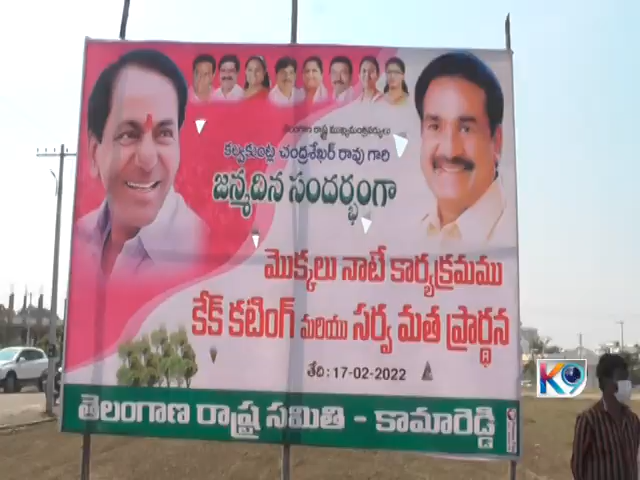 తెలంగాణ రాష్ట్ర ముఖ్యమంత్రివర్యులు
కల్వకుంట్ల చంద్రశేఖర్ రావు గారి
జన్మదిన సందర్భంగా
మొక్కలు నాటే కార్యక్రమము
కేక్ కటింగ్ మరియు సర్వ మత ప్రార్థన
తేది: 17-02-2022
తెలంగాణ రాష్ట్ర సమితి - కామారెడ్డి
K9